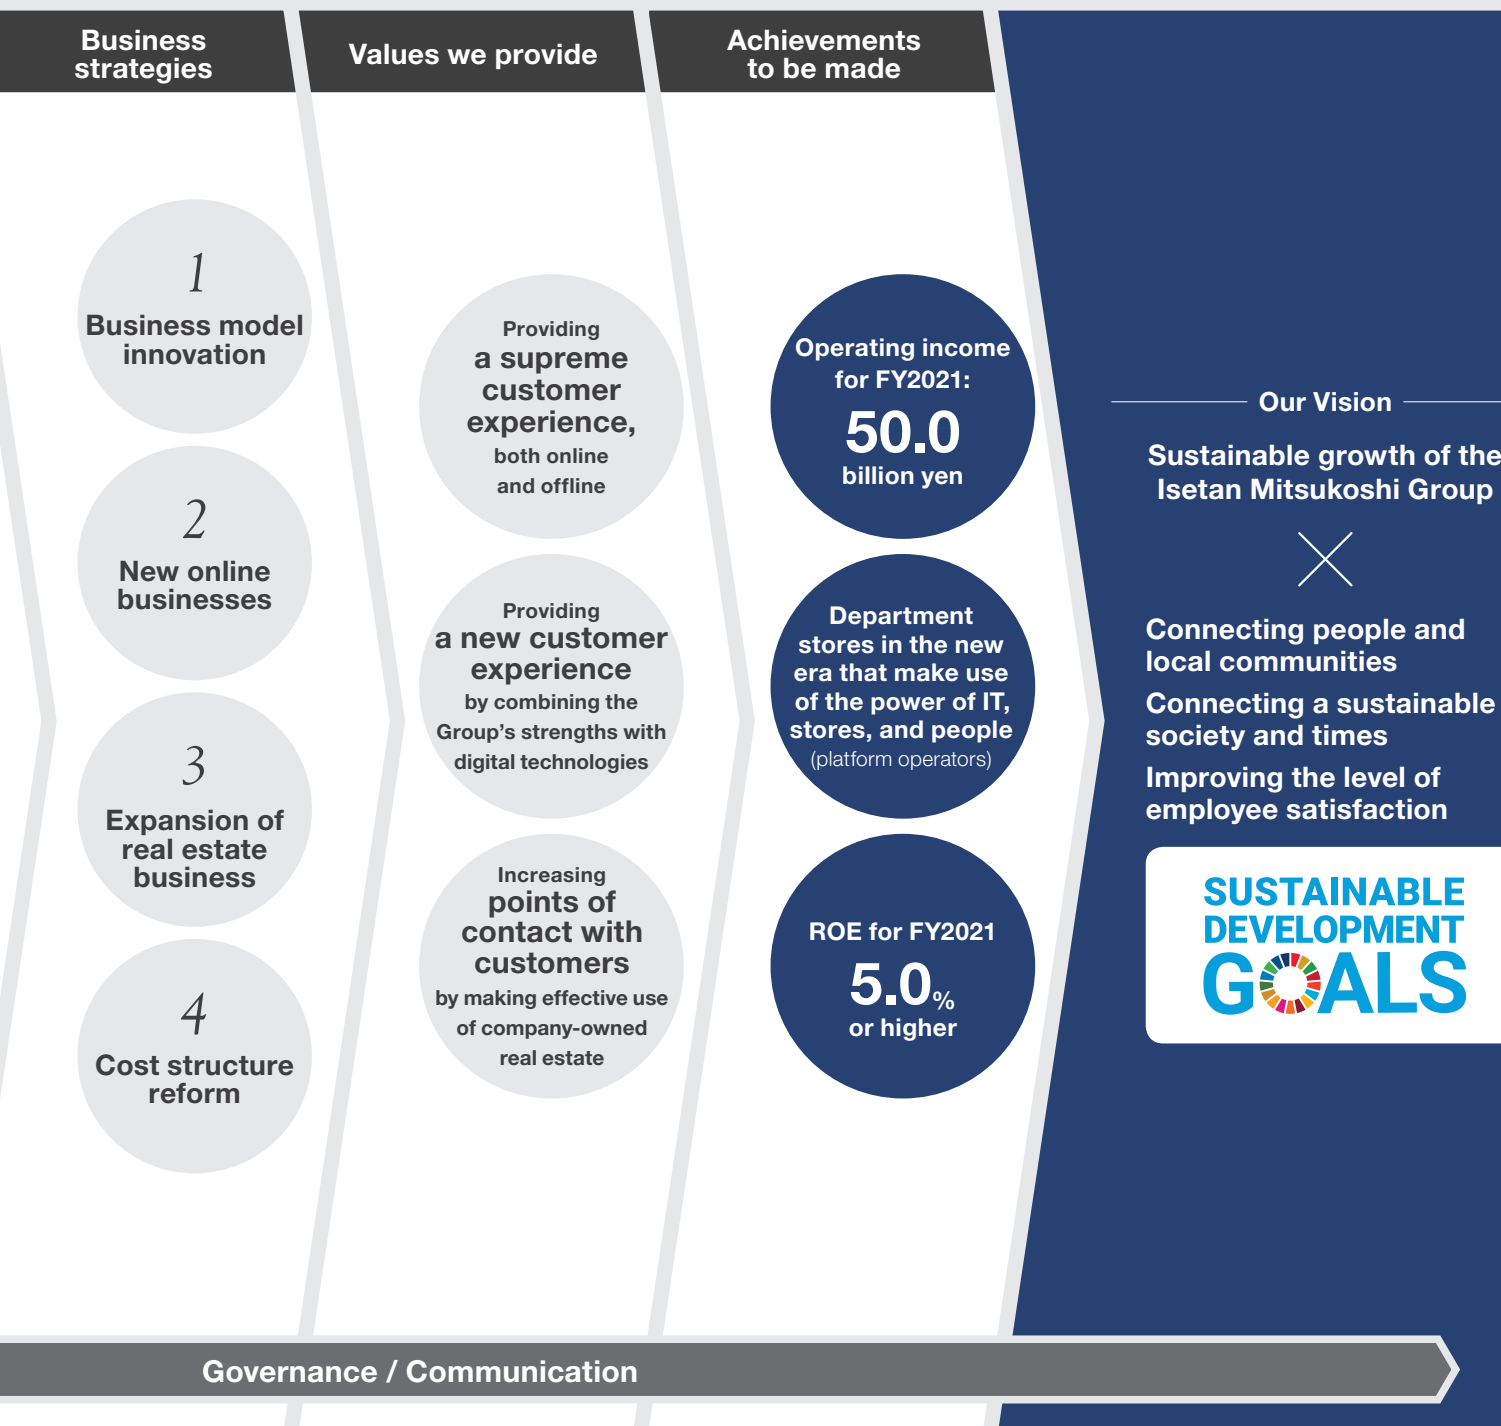 Business
strategies
Values we provide
Achievements
to be made
1
Business model
innovation
2
New online
businesses
3
Expansion of
real estate
business
4
Cost structure
reform
Providing
a supreme
customer
experience,
both online
and offline
Providing
a new customer
experience
by combining the
Group’s strengths with
digital technologies
Increasing
points of
contact with
customers
by making effective use
of company-owned
real estate
Operating income
for FY2021:
50.0
billion yen
Department
stores in the new
era that make use
of the power of IT,
stores, and people
(platform operators)
ROE for FY2021
5.0%
or higher
Our Vision
Sustainable growth of the
Isetan Mitsukoshi Group
Connecting people and
local communities
Connecting a sustainable
society and times
Improving the level of
employee satisfaction
SUSTAINABLE
DEVELOPMENT
GOALS
Governance / Communication